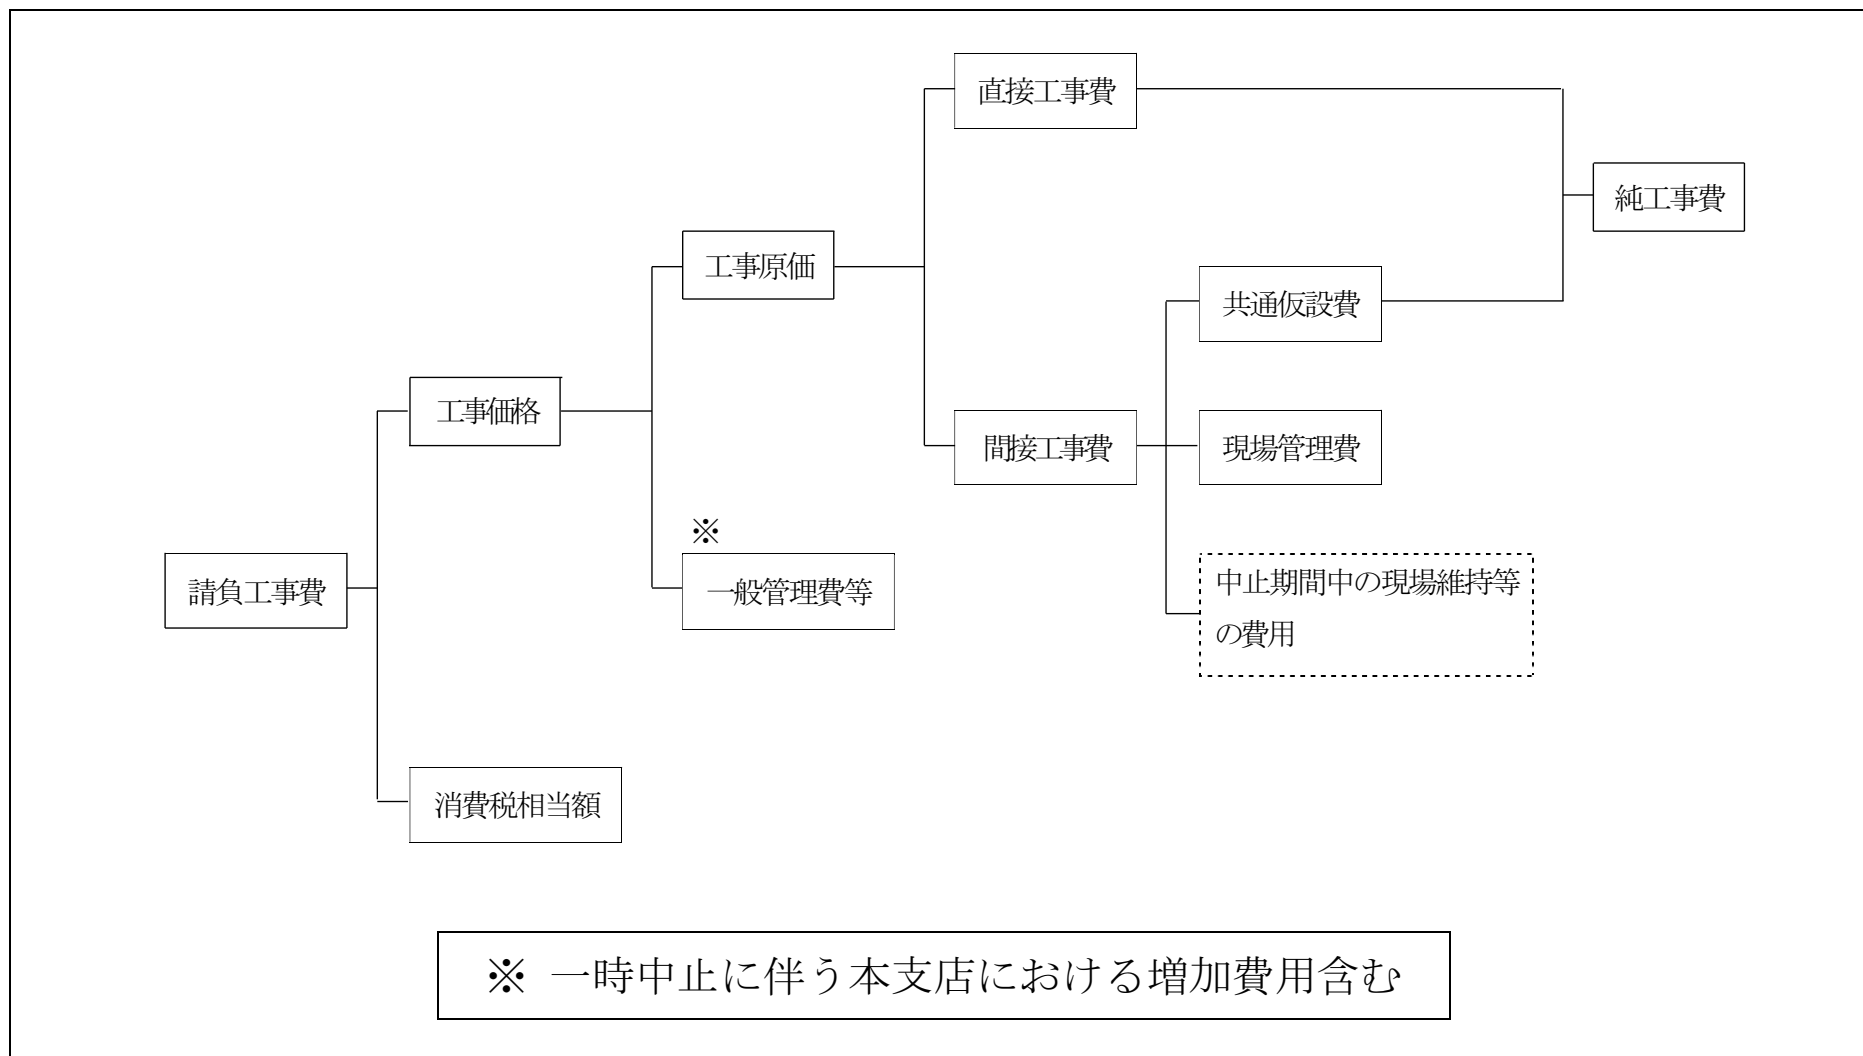 直接工事費
純工事費
工事原価
共通仮設費
工事価格
間接工事費
現場管理費
※
請負工事費
一般管理費等
中止期間中の現場維持等
の費用
消費税相当額
※ 一時中止に伴う本支店における増加費用含む